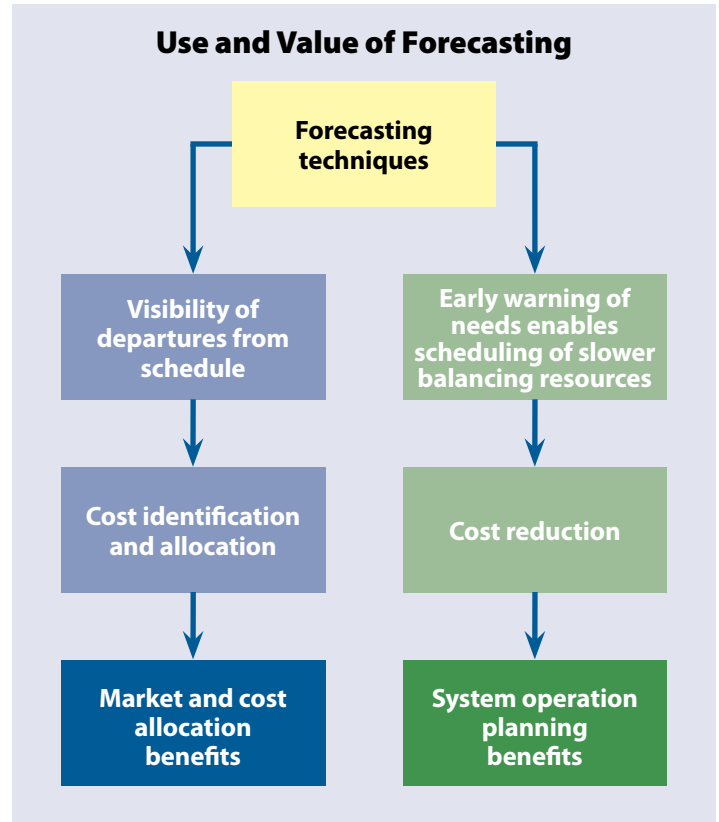 Use and Value of Forecasting
Forecasting
techniques
Visibility of
departures from
schedule
Early warning of
needs enables
scheduling of slower
balancing resources
Cost identification
and allocation
Cost reduction
Market and cost
allocation
benefits
System operation
planning
benefits